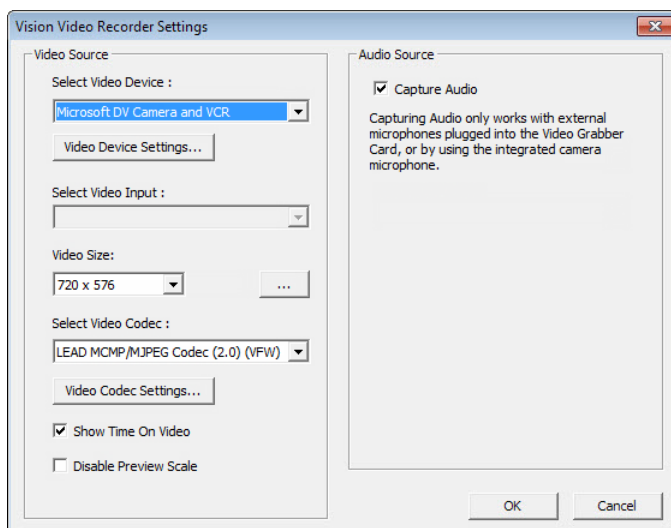 Vision Video Recorder Settings
Video Source
Select Video Device :
Microsoft DV Camera and VCR
Video Device Settings...
Select Video Input :
Video Size:
720 x 576
...
Select Video Codec :
LEAD MCMP/MJPEG Codec (2.0) (VFW)
Video Codec Settings...
Show Time On Video
Disable Preview Scale
Audio Source
Capture Audio
Capturing Audio only works with external
microphones plugged into the Video Grabber
Card, or by using the integrated camera
microphone.
OK
Cancel